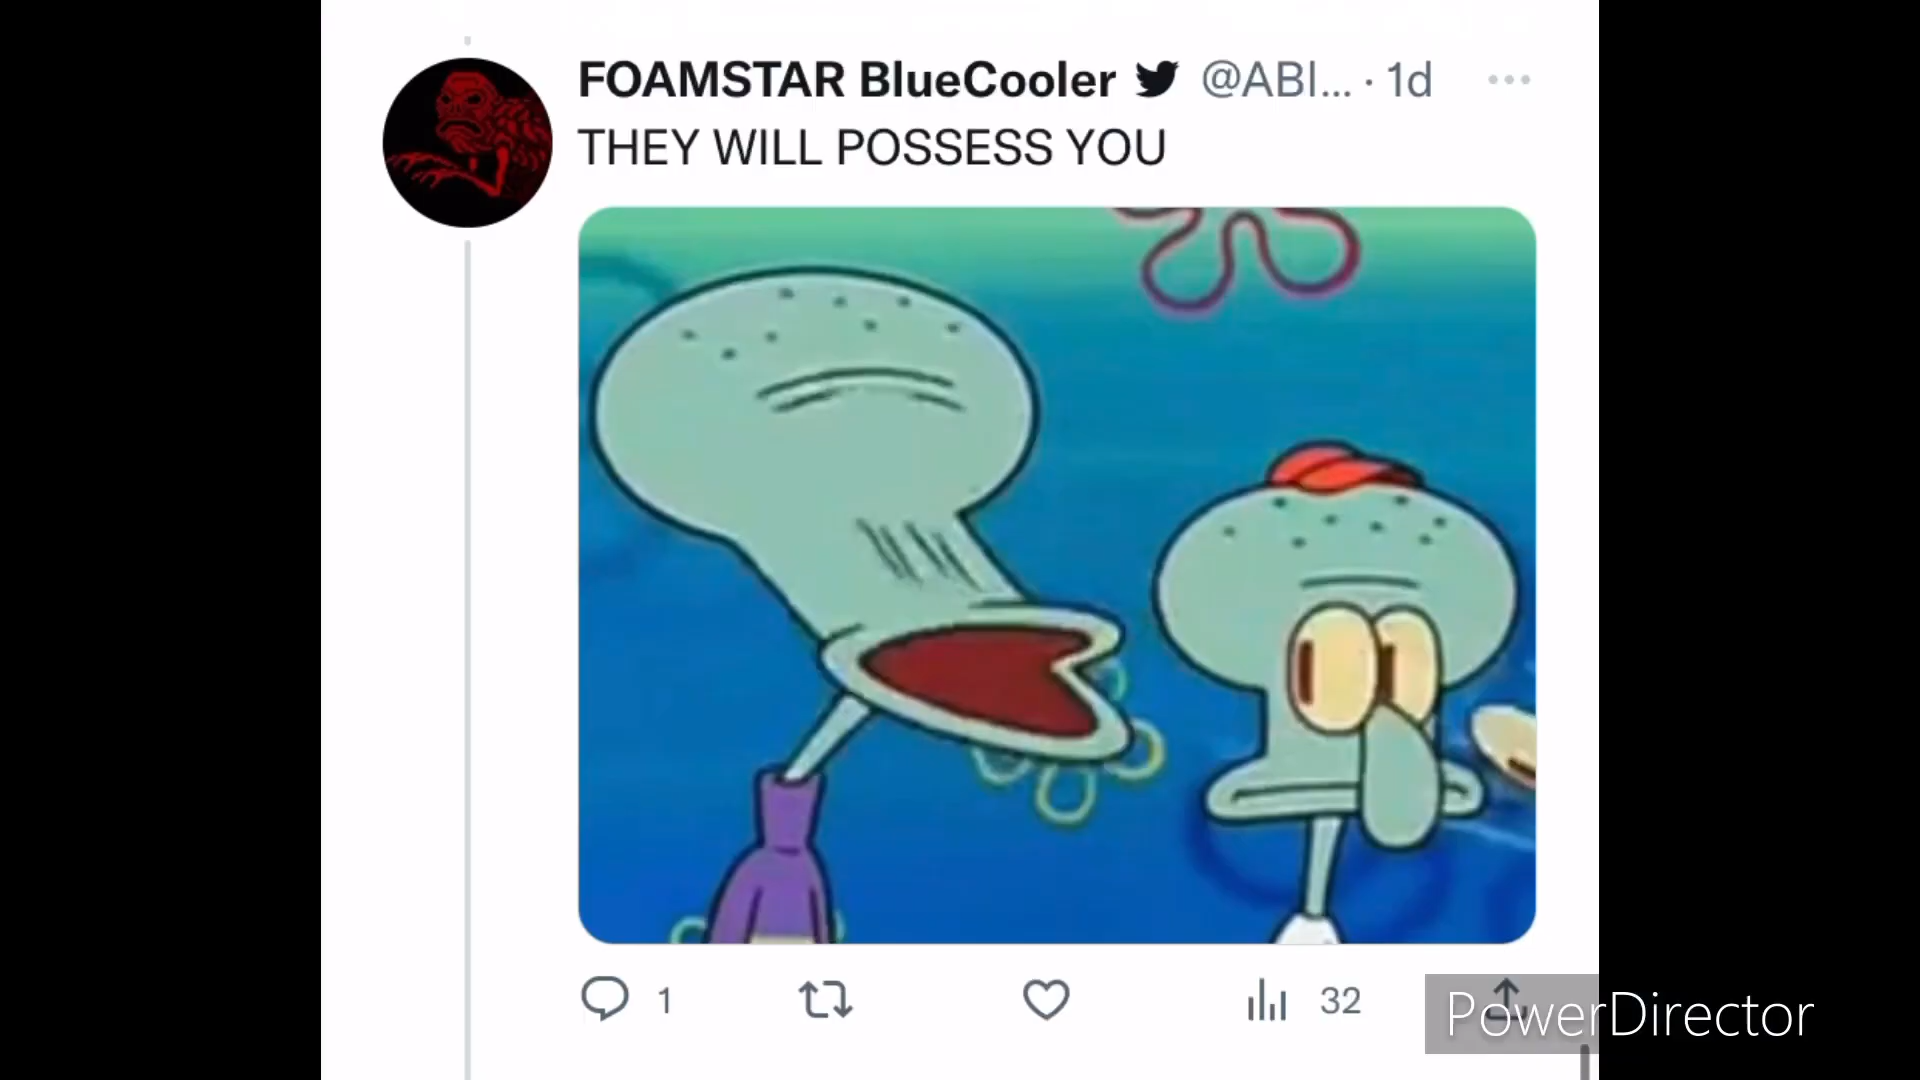 FOAMSTAR BlueCooler @ABI... · 1d
THEY WILL POSSESS YOU
1
32
PowerDirector